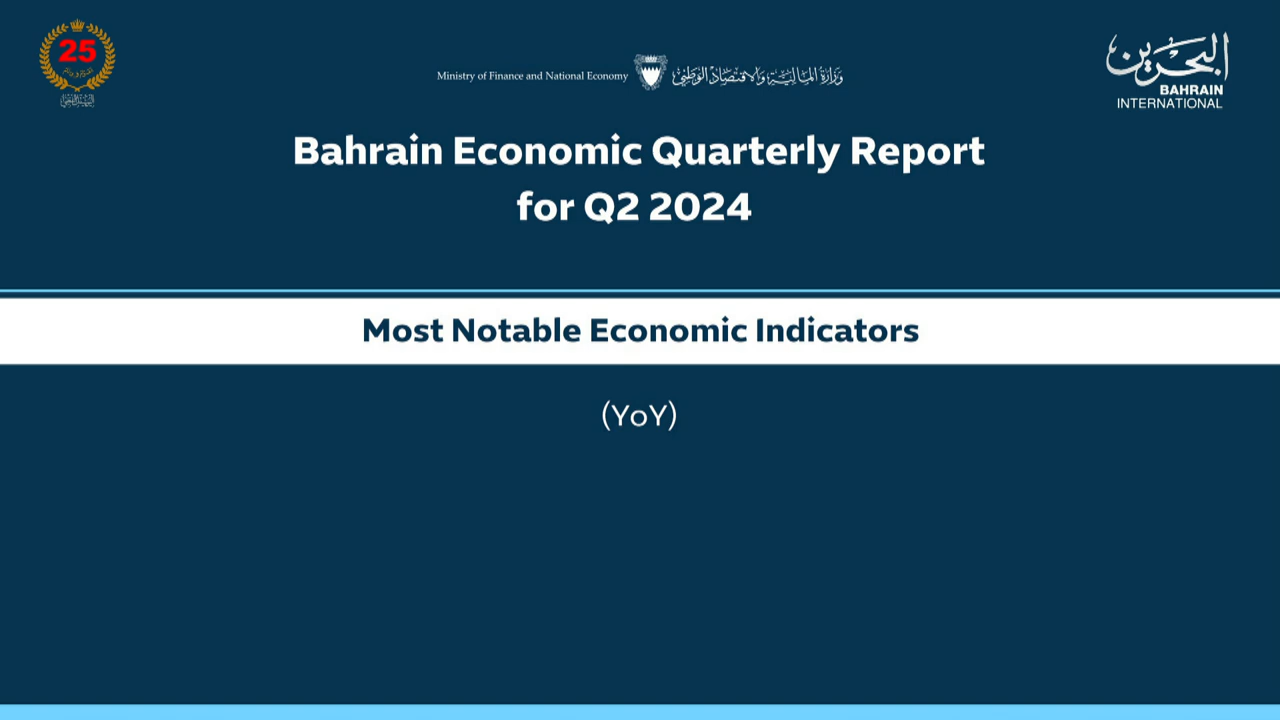 25
Ministry of Finance and National Economy
وزارة المالية والاقتصاد الوطني
البحرين
BAHRAIN
INTERNATIONAL
Bahrain Economic Quarterly Report
for Q2 2024
Most Notable Economic Indicators
(YoY)